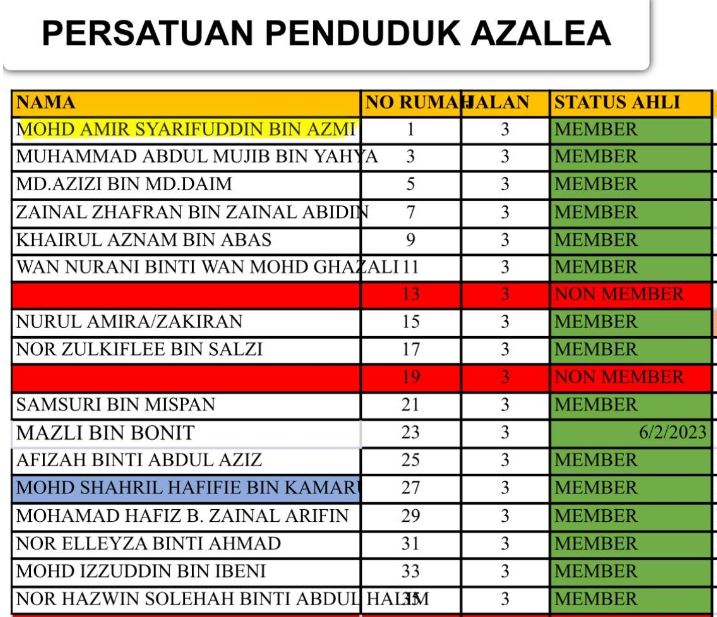 PERSATUAN PENDUDUK AZALEA
NAMA NO RUMAH JALAN STATUS AHLI
MOHD AMIR SYARIFUDDIN BIN AZMI 1 3 MEMBER
MUHAMMAD ABDUL MUJIB BIN YAHYA 3 3 MEMBER
MD.AZIZI BIN MD.DAIM 5 3 MEMBER
ZAINAL ZHAFRAN BIN ZAINAL ABIDIN 7 3 MEMBER
KHAIRUL AZNAM BIN ABAS 9 3 MEMBER
WAN NURANI BINTI WAN MOHD GHAZALI 11 3 MEMBER
13 3 NON MEMBER
NURUL AMIRA/ZAKIRAN 15 3 MEMBER
NOR ZULKIFLEE BIN SALZI 17 3 MEMBER
19 3 NON MEMBER
SAMSURI BIN MISPAN 21 3 MEMBER
MAZLI BIN BONIT 23 3 6/2/2023
AFIZAH BINTI ABDUL AZIZ 25 3 MEMBER
MOHD SHAHRIL HAFIFIE BIN KAMARU 27 3 MEMBER
MOHAMAD HAFIZ B. ZAINAL ARIFIN 29 3 MEMBER
NOR ELLEYZA BINTI AHMAD 31 3 MEMBER
MOHD IZZUDDIN BIN IBENI 33 3 MEMBER
NOR HAZWIN SOLEHAH BINTI ABDUL HALIM 35 3 MEMBER